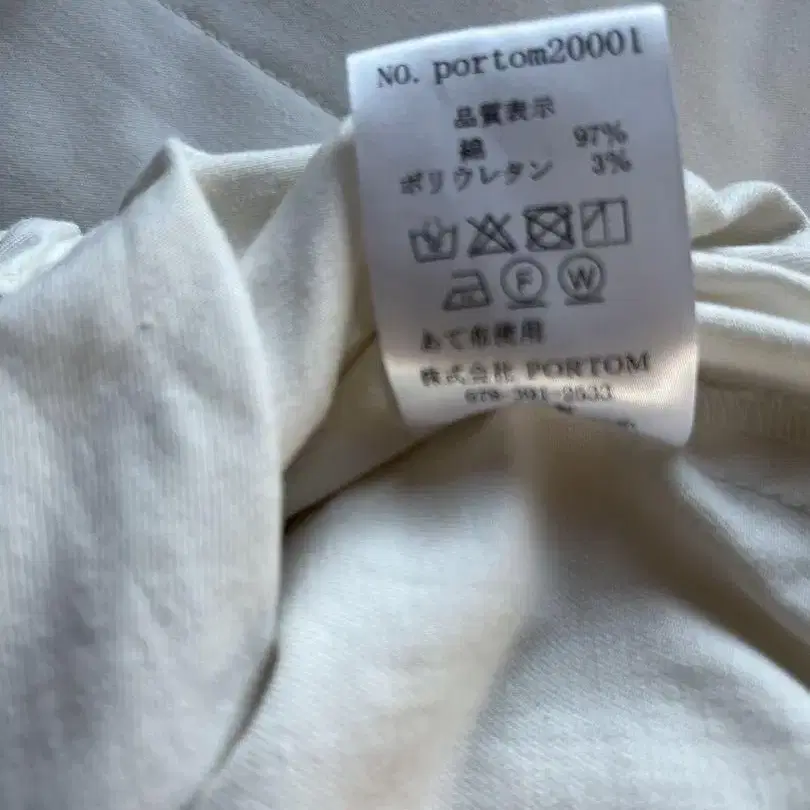 NO. portom20001
品質表示
綿 97%
ポリウレタン 3%
F W
あて布使用
株式会社 PORTOM
078-391-2533